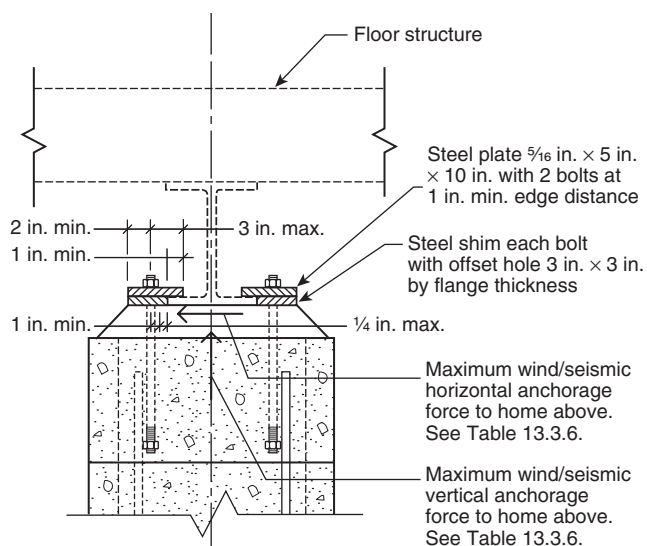 Floor structure
Steel plate 5⁄16 in. × 5 in.
× 10 in. with 2 bolts at
1 in. min. edge distance
2 in. min.
3 in. max.
1 in. min.
Steel shim each bolt
with offset hole 3 in. × 3 in.
by flange thickness
1 in. min.
1⁄4 in. max.
Maximum wind/seismic
horizontal anchorage
force to home above.
See Table 13.3.6.
Maximum wind/seismic
vertical anchorage
force to home above.
See Table 13.3.6.